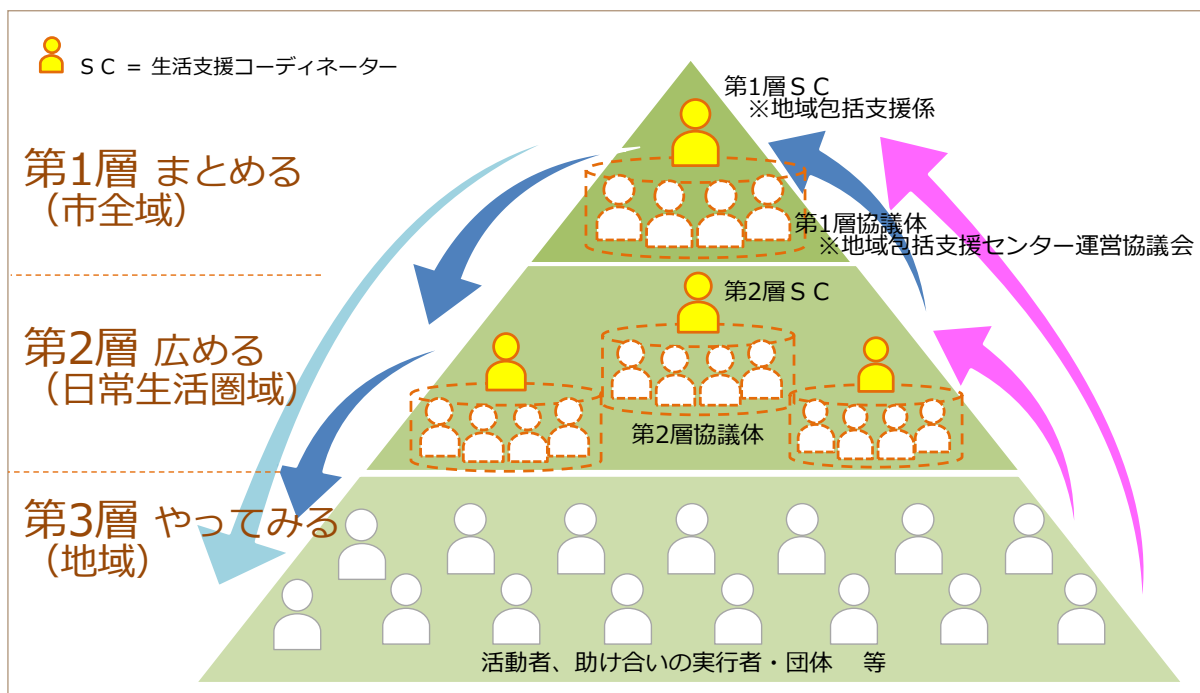 ＳＣ = 生活支援コーディネーター
第1層ＳＣ
※地域包括支援係
第1層 まとめる
（市全域）
第1層協議体
※地域包括支援センター運営協議会
第2層ＳＣ
第2層 広める
（日常生活圏域）
第2層協議体
第3層 やってみる
（地域）
活動者、助け合いの実行者・団体　等